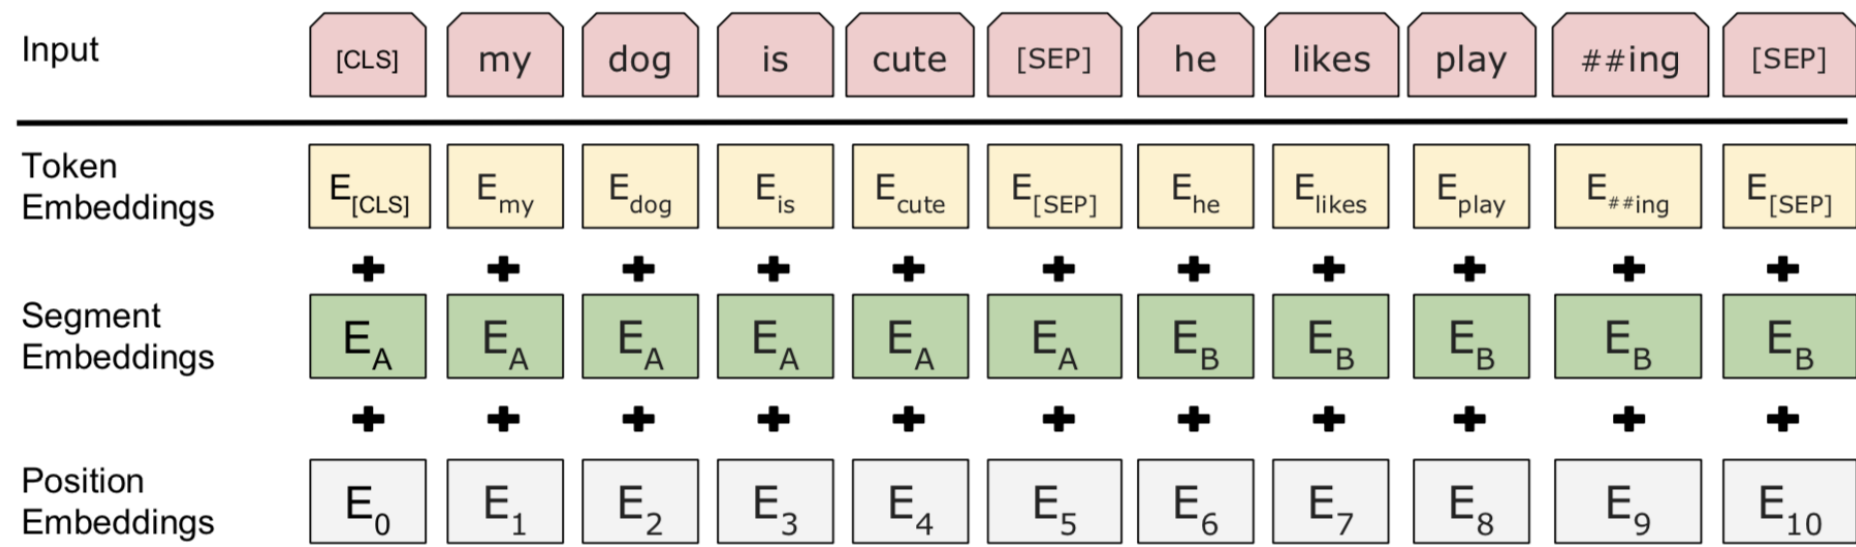 Input [CLS] my dog is cute [SEP] he likes play ##ing [SEP]
Token
Embeddings
E[CLS] Emy Edog Eis Ecute E[SEP] Ehe Elikes Eplay E##ing E[SEP]
+ + + + + + + + + + +
Segment
Embeddings
EA EA EA EA EA EA EB EB EB EB EB
+ + + + + + + + + + +
Position
Embeddings
E0 E1 E2 E3 E4 E5 E6 E7 E8 E9 E10